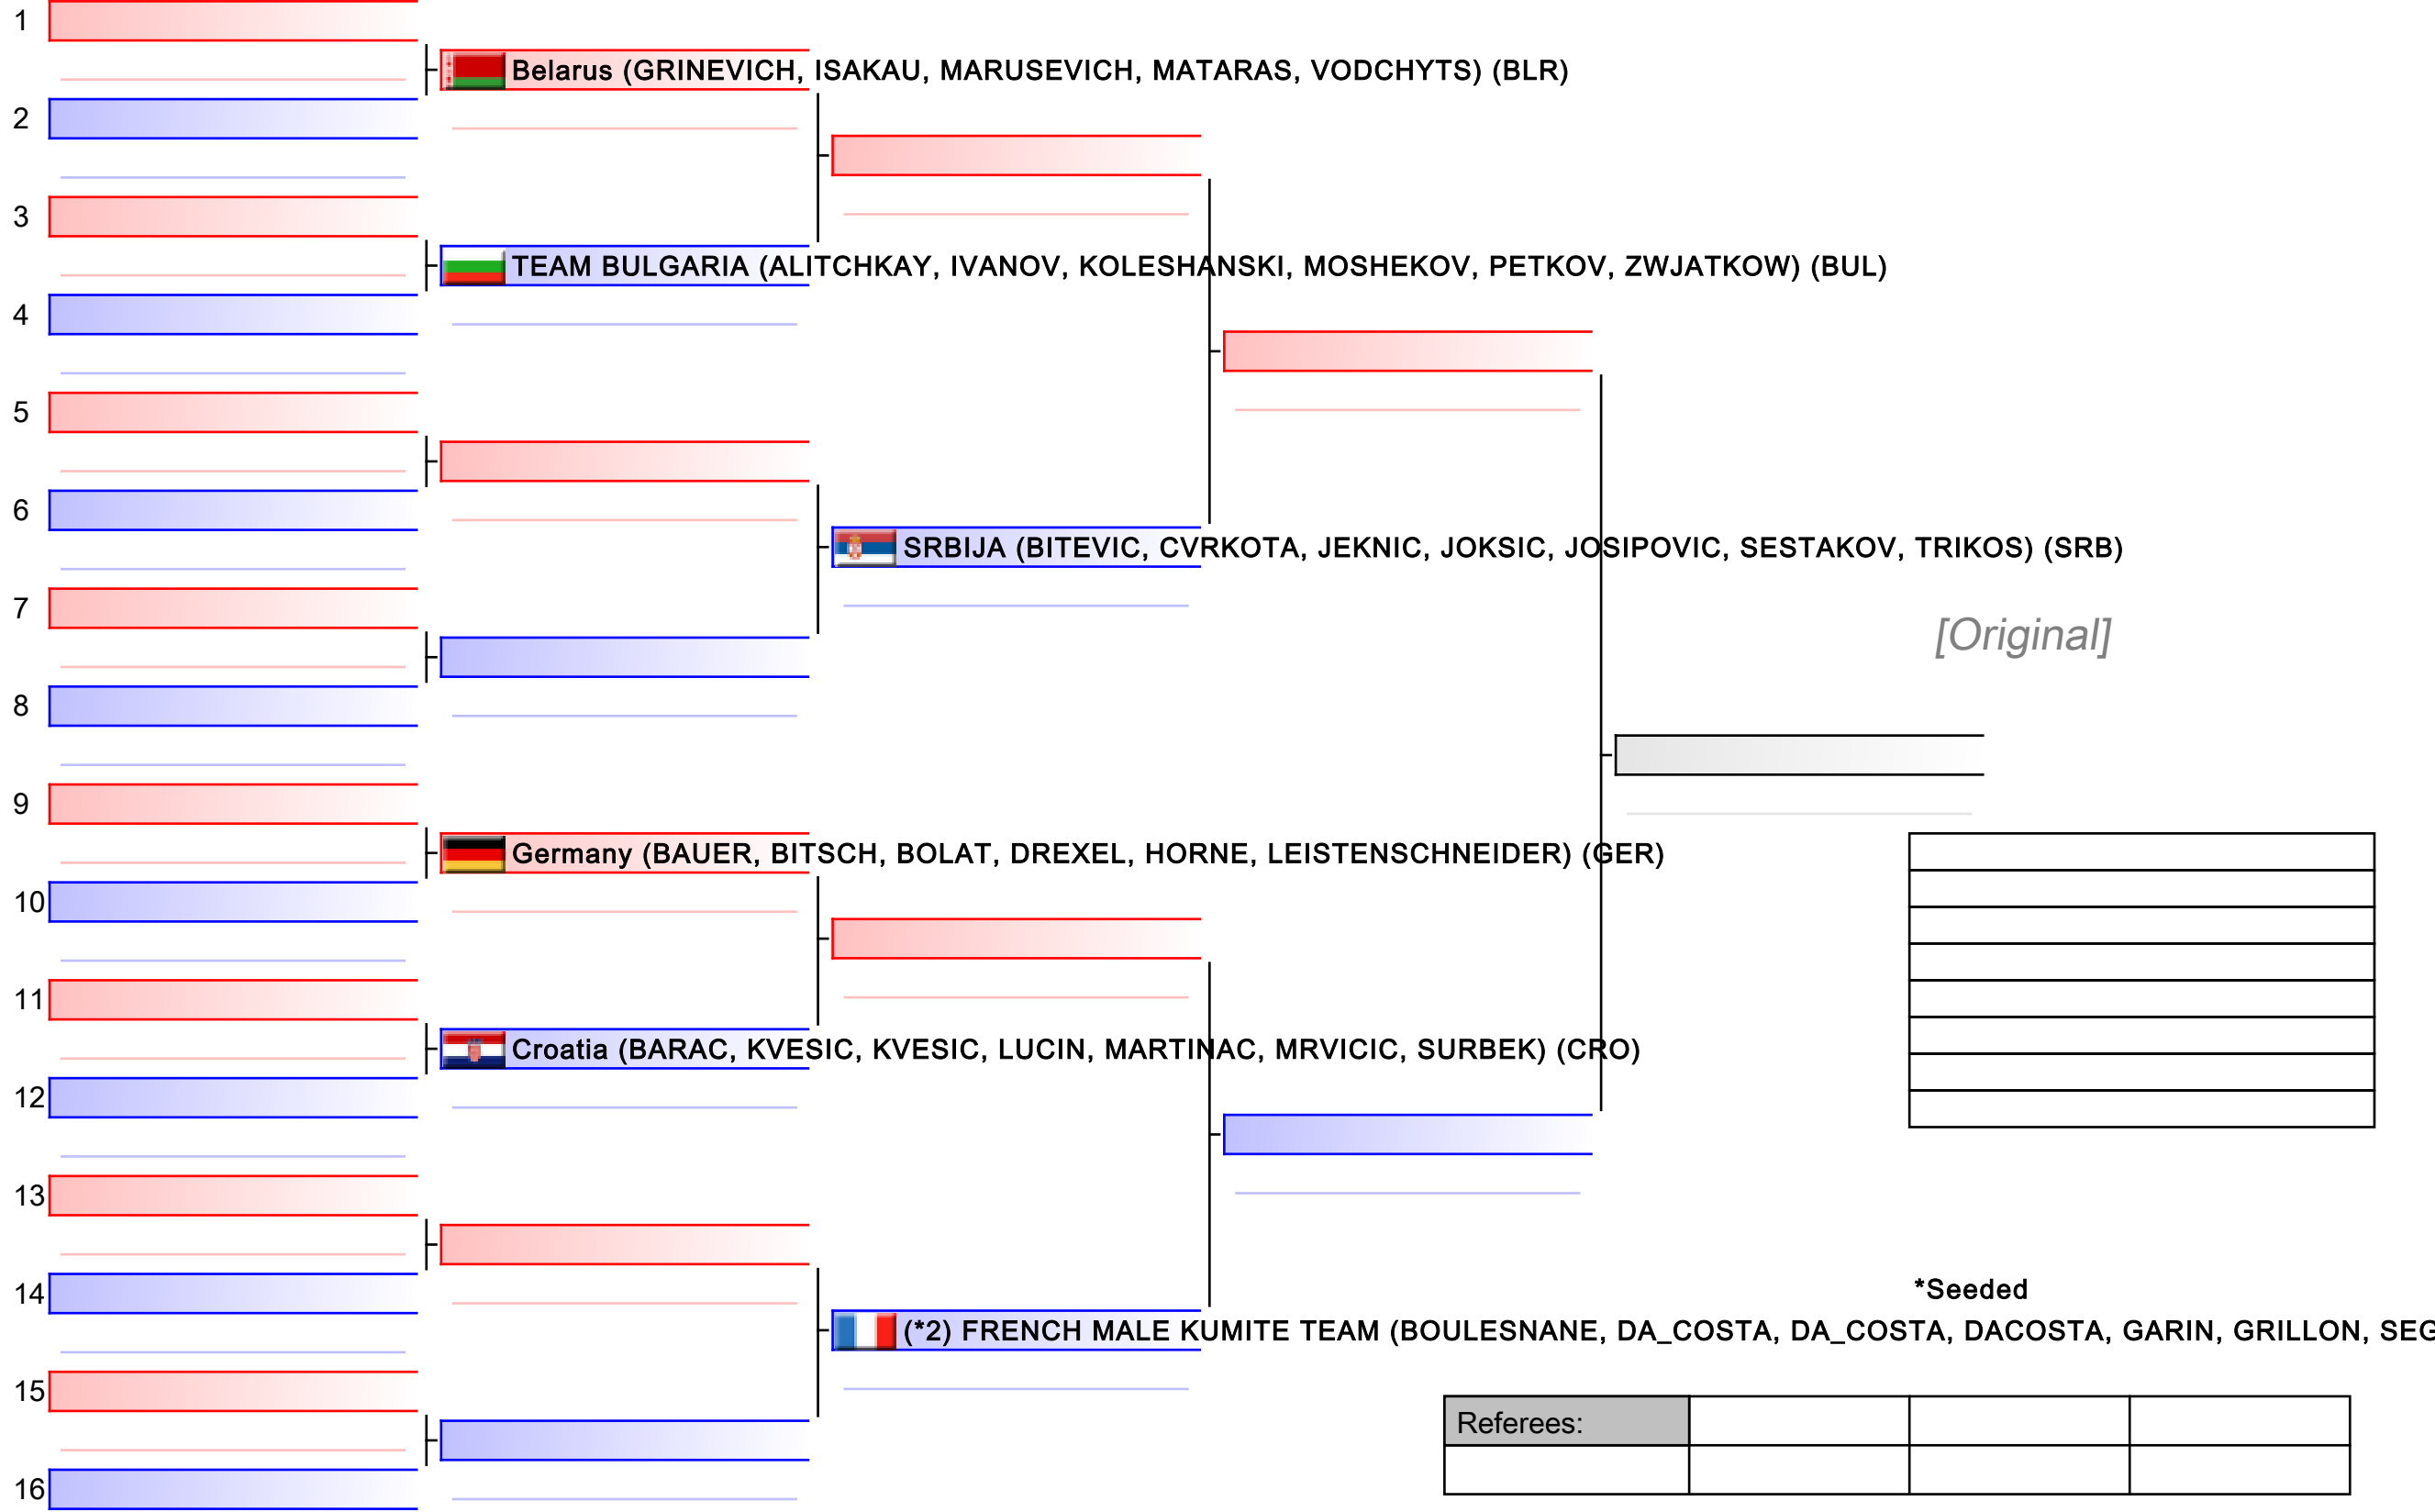 1
Belarus (GRINEVICH, ISAKAU, MARUSEVICH, MATARAS, VODCHYTS) (BLR)
2
3
TEAM BULGARIA (ALITCHKAY, IVANOV, KOLESHANSKI, MOSHEKOV, PETKOV, ZWJATKOW) (BUL)
4
5
6
SRBIJA (BITEVIC, CVRKOTA, JEKNIC, JOKSIC, JOSIPOVIC, SESTAKOV, TRIKOS) (SRB)
7
[Original]
8
9
Germany (BAUER, BITSCH, BOLAT, DREXEL, HORNE, LEISTENSCHNEIDER) (GER)
10
11
Croatia (BARAC, KVESIC, KVESIC, LUCIN, MARTINAC, MRVICIC, SURBEK) (CRO)
12
13
14
*Seeded
(*2) FRENCH MALE KUMITE TEAM (BOULESNANE, DA_COSTA, DA_COSTA, DACOSTA, GARIN, GRILLON, SEG
15
Referees:
16